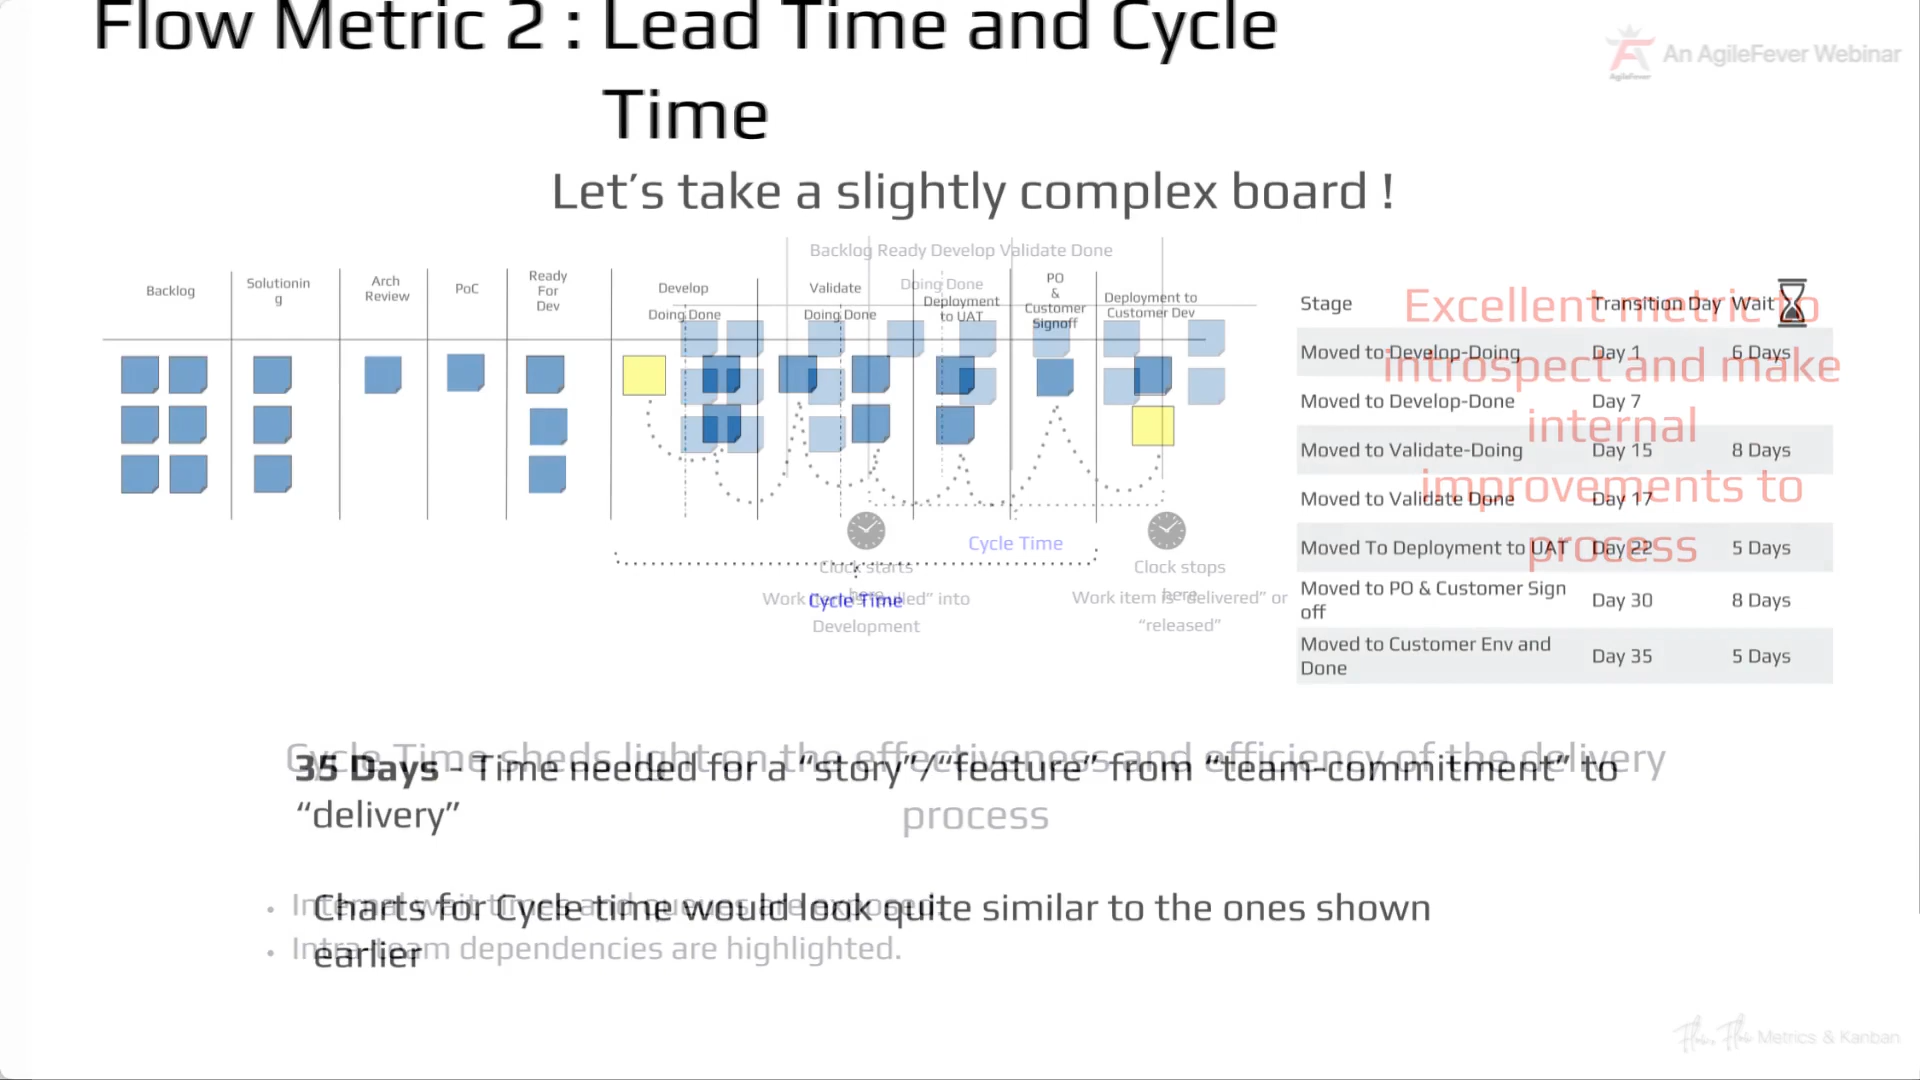 Flow Metric 2 : Lead Time and Cycle
Time
An AgileFever Webinar
AgileFever
Let's take a slightly complex board !
Backlog Ready Develop Validate Done
Doing Done
Backlog
Solutionin
g
Arch
Review
PoC
Ready
For
Dev
Develop
Doing Done
Validate
Doing Done
Deployment
to UAT
PO
&
Customer
Signoff
Deployment to
Customer Dev
Cycle Time
Clock starts
here
Work item is "pulled" into
Development
Cycle Time
Clock stops
here
Work item is "delivered" or
"released"
Stage Transition Day Wait
Moved to Develop-Doing Day 1 6 Days
Moved to Develop-Done Day 7
Moved to Validate-Doing Day 15 8 Days
Moved to Validate Done Day 17
Moved To Deployment to UAT Day 22 5 Days
Moved to PO & Customer Sign
off Day 30 8 Days
Moved to Customer Env and
Done Day 35 5 Days
Excellent metric to
introspect and make
internal
improvements to
process
Cycle Time sheds light on the effectiveness and efficiency of the delivery
process
35 Days - Time needed for a "story"/"feature" from "team-commitment" to
"delivery"
• Internal wait times and queues are exposed.
• Intra-team dependencies are highlighted.
Charts for Cycle time would look quite similar to the ones shown
earlier
Flow, Flow Metrics & Kanban